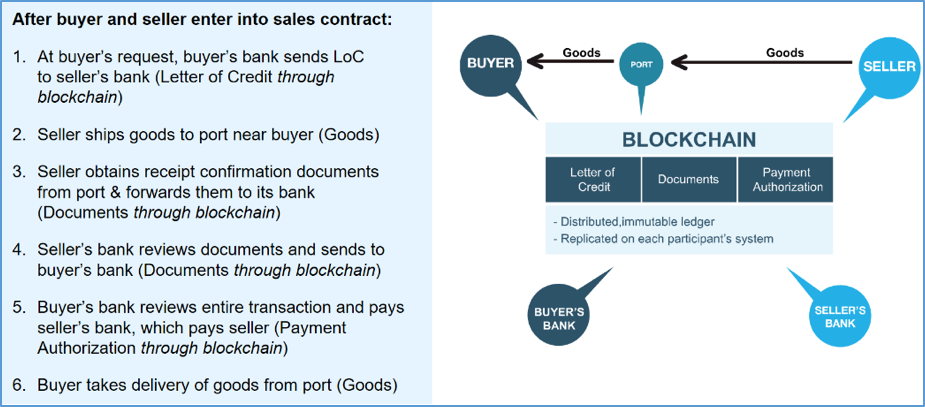 After buyer and seller enter into sales contract:
1. At buyer's request, buyer's bank sends LoC
to seller's bank (Letter of Credit through
blockchain)
2. Seller ships goods to port near buyer (Goods)
3. Seller obtains receipt confirmation documents
from port & forwards them to its bank
(Documents through blockchain)
4. Seller's bank reviews documents and sends to
buyer's bank (Documents through blockchain)
5. Buyer's bank reviews entire transaction and pays
seller's bank, which pays seller (Payment
Authorization through blockchain)
6. Buyer takes delivery of goods from port (Goods)
BUYER
Goods
PORT
Goods
SELLER
BLOCKCHAIN
Letter of
Credit
Documents
Payment
Authorization
- Distributed,immutable ledger
- Replicated on each participant's system
BUYER'S
BANK
SELLER'S
BANK